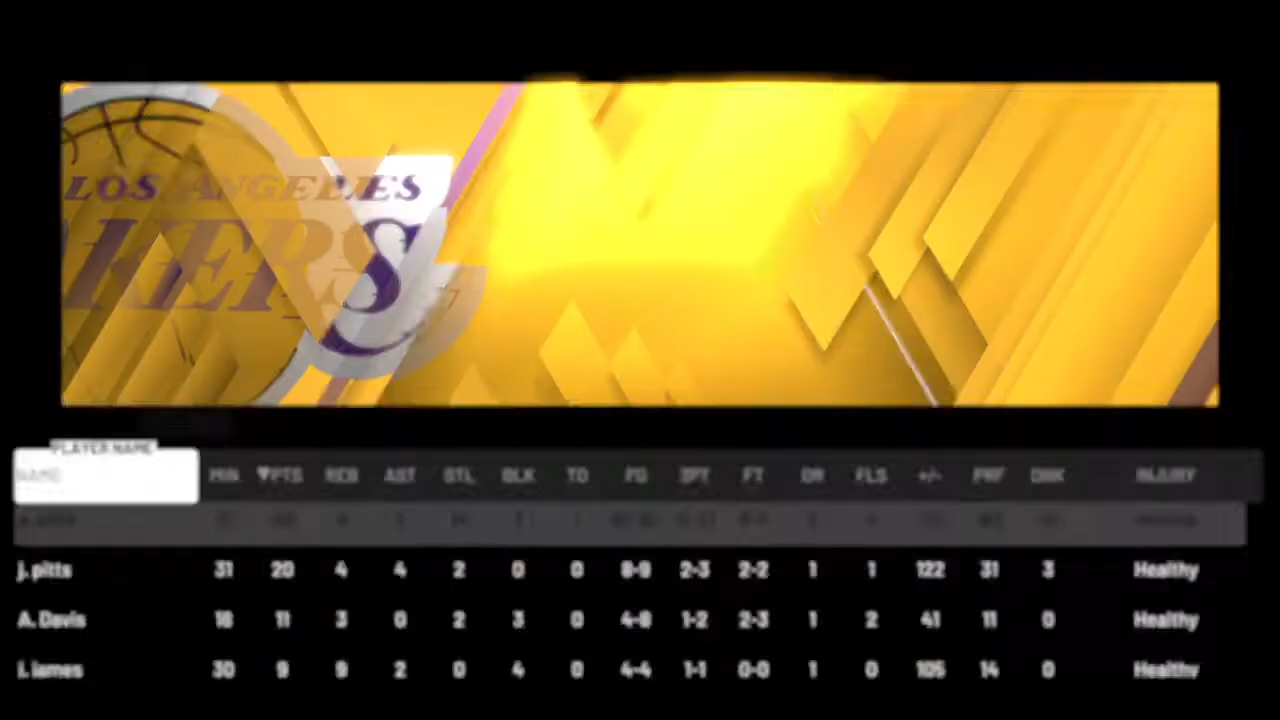 LOS ANGELES
AKERS
PLAYER NAME
NAME
MIN ▼PTS REB AST STL BLK TO FG 3PT FT OR FLS +/- PRF DNK INJURY
j. pitts 31 20 4 4 2 0 0 8-9 2-3 2-2 1 1 122 31 3 Healthy
A. Davis 16 11 3 0 2 3 0 4-8 1-2 2-3 1 2 41 11 0 Healthy
L. James 30 9 9 2 0 4 0 4-4 1-1 0-0 1 0 105 14 0 Healthy